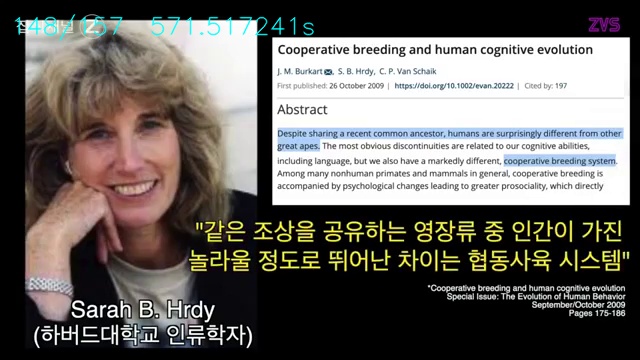 148/157 571.517241s
ZVS
Cooperative breeding and human cognitive evolution
J. M. Burkart, S. B. Hrdy, C. P. Van Schaik
First published: 26 October 2009 | https://doi.org/10.1002/evan.20222 | Cited by: 197
Abstract
Despite sharing a recent common ancestor, humans are surprisingly different from other
great apes. The most obvious discontinuities are related to our cognitive abilities,
including language, but we also have a markedly different, cooperative breeding system.
Among many nonhuman primates and mammals in general, cooperative breeding is
accompanied by psychological changes leading to greater prosociality, which directly
"같은 조상을 공유하는 영장류 중 인간이 가진
놀라울 정도로 뛰어난 차이는 협동사육 시스템"
Sarah B. Hrdy
(하버드대학교 인류학자)
*Cooperative breeding and human cognitive evolution
Special Issue: The Evolution of Human Behavior
September/October 2009
Pages 175-186